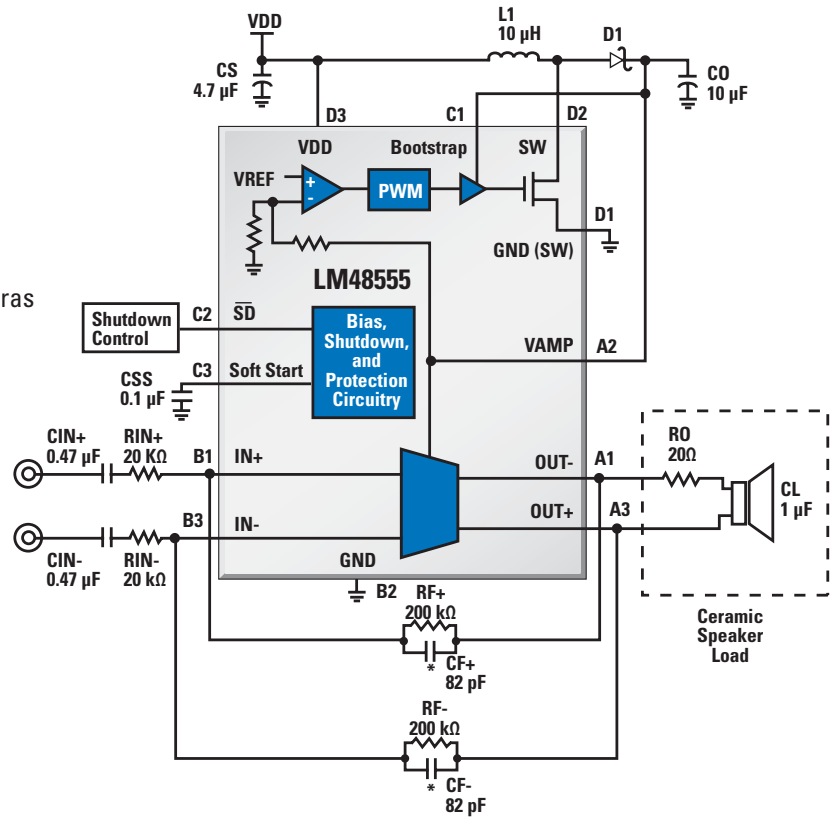 VDD
L1
10 µH
D1
CS
4.7 µF
CO
10 µF
D3
C1
D2
VDD
Bootstrap
SW
VREF
+
-
PWM
D1
GND (SW)
LM48555
ras
Shutdown
Control
C2
SD
Bias,
Shutdown,
and
Protection
Circuitry
VAMP
A2
CSS
0.1 µF
C3
Soft Start
CIN+
0.47 µF
RIN+
20 KΩ
B1
IN+
OUT-
A1
RO
20Ω
CL
1 µF
B3
IN-
OUT+
A3
CIN-
0.47 µF
RIN-
20 kΩ
GND
B2
RF+
200 kΩ
*
CF+
82 pF
Ceramic
Speaker
Load
RF-
200 kΩ
*
CF-
82 pF